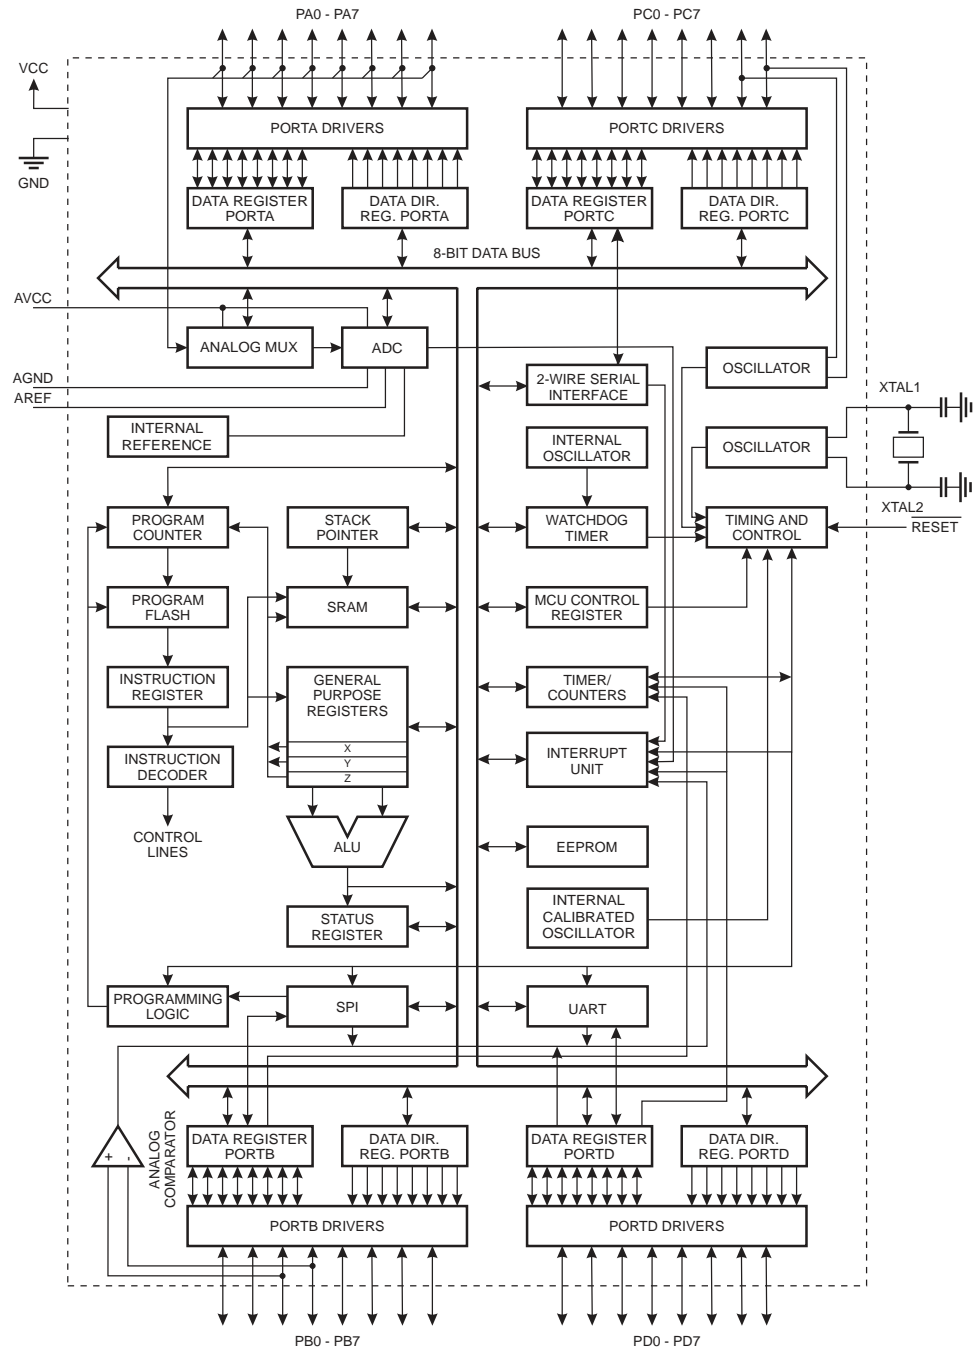 PA0 - PA7
PC0 - PC7
VCC
GND
PORTA DRIVERS
PORTC DRIVERS
DATA REGISTER
PORTA
DATA DIR.
REG. PORTA
DATA REGISTER
PORTC
DATA DIR.
REG. PORTC
8-BIT DATA BUS
AVCC
ANALOG MUX
ADC
AGND
AREF
INTERNAL
REFERENCE
2-WIRE SERIAL
INTERFACE
OSCILLATOR
XTAL1
INTERNAL
OSCILLATOR
OSCILLATOR
XTAL2
RESET
PROGRAM
COUNTER
STACK
POINTER
WATCHDOG
TIMER
TIMING AND
CONTROL
PROGRAM
FLASH
SRAM
MCU CONTROL
REGISTER
INSTRUCTION
REGISTER
GENERAL
PURPOSE
REGISTERS
X
Y
Z
TIMER/
COUNTERS
INSTRUCTION
DECODER
INTERRUPT
UNIT
CONTROL
LINES
ALU
EEPROM
STATUS
REGISTER
INTERNAL
CALIBRATED
OSCILLATOR
PROGRAMMING
LOGIC
SPI
UART
ANALOG
COMPARATOR
+
-
DATA REGISTER
PORTB
DATA DIR.
REG. PORTB
DATA REGISTER
PORTD
DATA DIR.
REG. PORTD
PORTB DRIVERS
PORTD DRIVERS
PB0 - PB7
PD0 - PD7